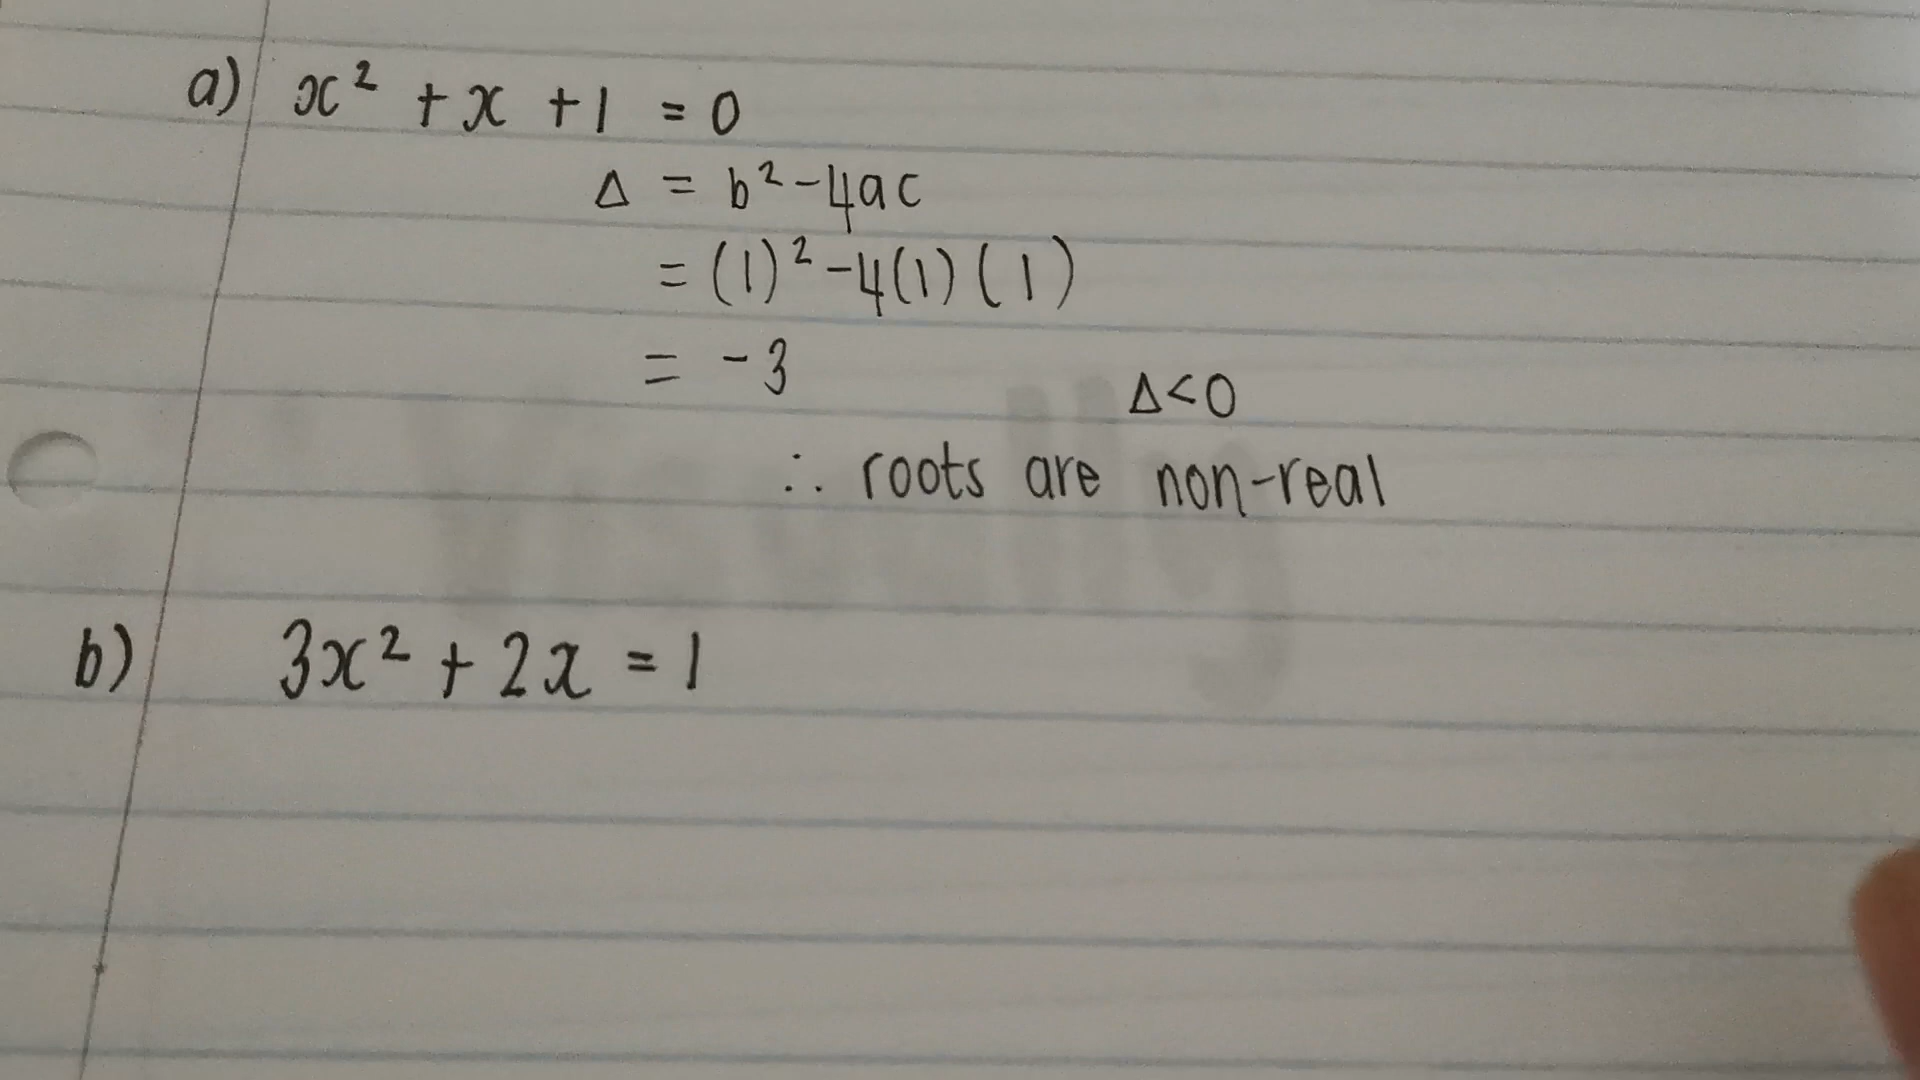 a) x² + x + 1 = 0
Δ = b² - 4ac
= (1)² - 4(1)(1)
= -3
Δ < 0
∴ roots are non-real
b) 3x² + 2x = 1